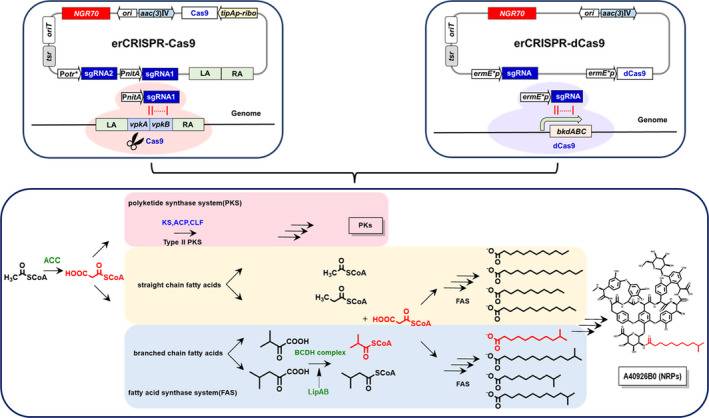 NGR70
ori
aac(3)IV
Cas9
tipAp-ribo
oriT
tsr
erCRISPR-Cas9
Potr*
sgRNA2
PnitA
sgRNA1
LA
RA
PnitA
sgRNA1
Genome
LA
vpkA
vpkB
RA
Cas9
NGR70
ori
aac(3)IV
oriT
tsr
erCRISPR-dCas9
ermE*p
sgRNA
ermE*p
dCas9
ermE*p
sgRNA
Genome
bkdABC
dCas9
polyketide synthase system(PKS)
KS,ACP,CLF
Type II PKS
PKs
ACC
H₃C
O
SCoA
HOOC
O
SCoA
straight chain fatty acids
O
H₃C
SCoA
O
H₃C
SCoA
+
HOOC
O
SCoA
FAS
⁻O
O
⁻O
O
⁻O
O
⁻O
O
branched chain fatty acids
COOH
O
BCDH complex
O
SCoA
COOH
O
LipAB
O
SCoA
fatty acid synthase system(FAS)
FAS
⁻O
O
⁻O
O
⁻O
O
⁻O
O
A40926B0 (NRPs)